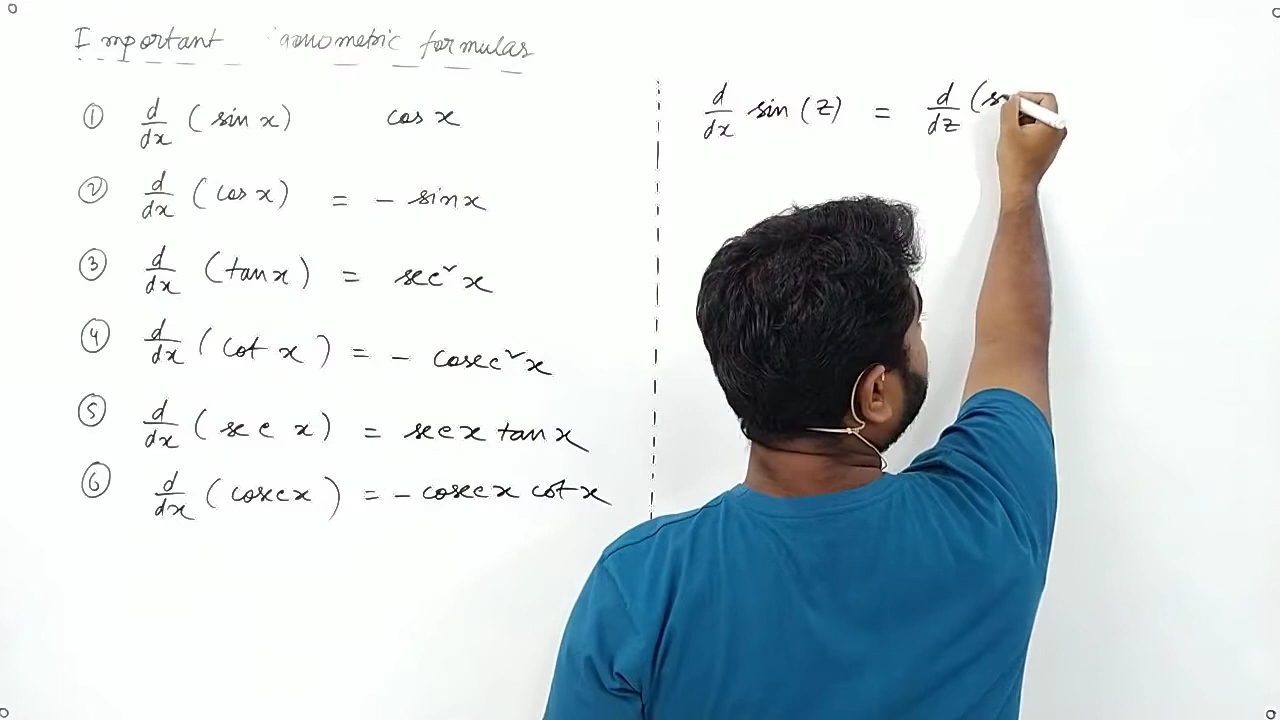 Important formulas
① d/dx (sin x) cos x
② d/dx (cos x) = - sin x
③ d/dx (tan x) = sec² x
④ d/dx (cot x) = - cosec² x
⑤ d/dx (sec x) = sec x tan x
⑥ d/dx (cosec x) = - cosec x cot x
d/dx sin (z) = d/dz (s